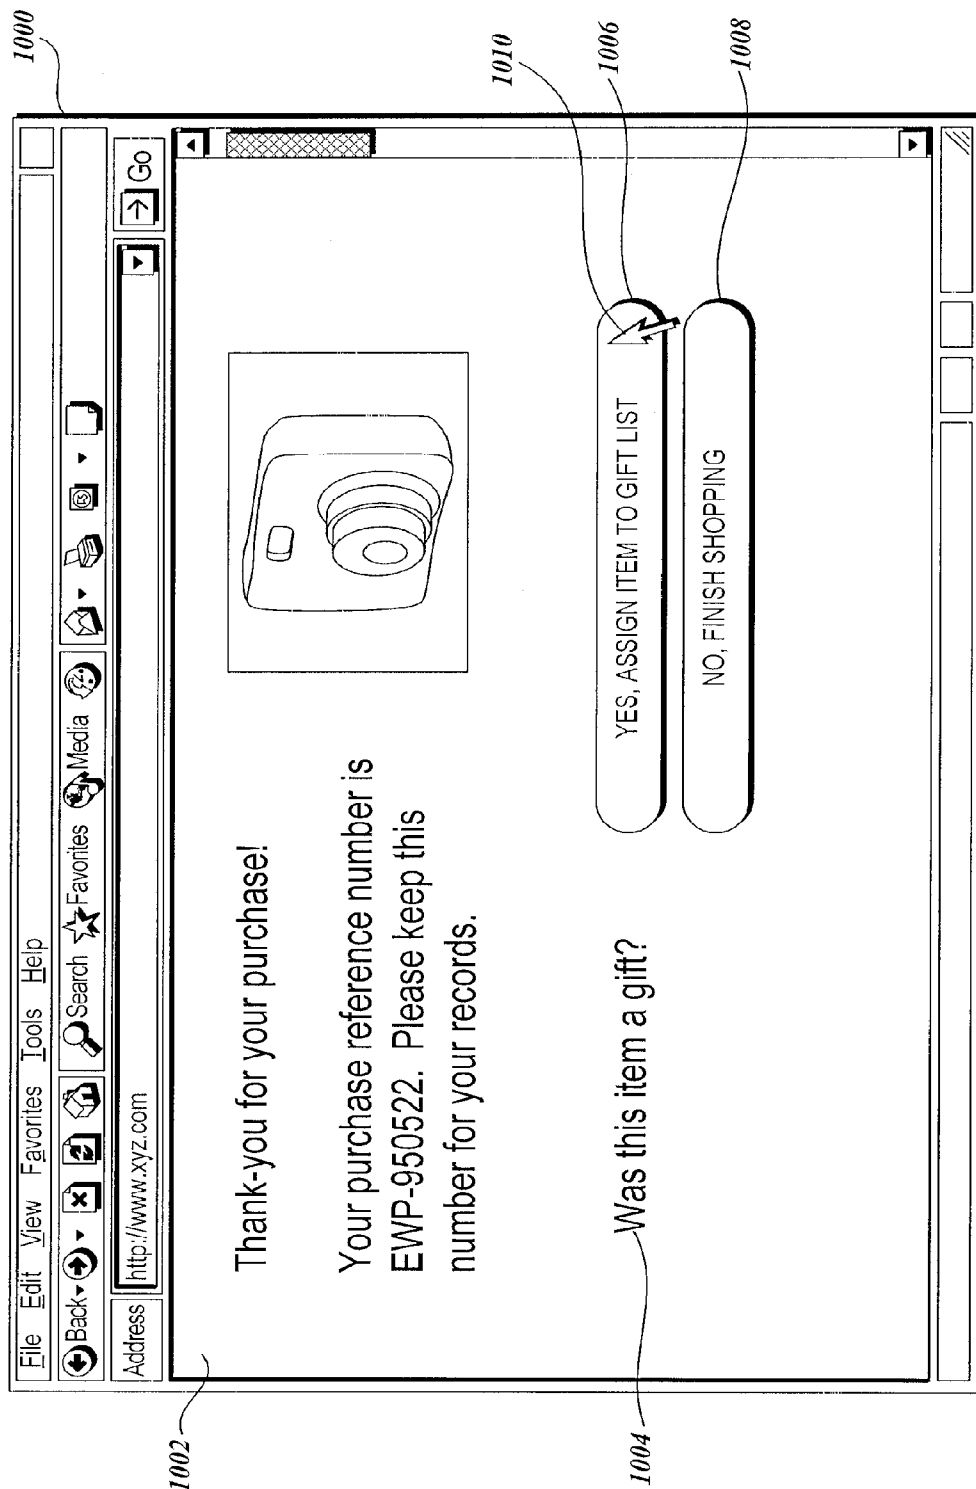 1000
File Edit View Favorites Tools Help
Back Search Favorites Media
Address http://www.xyz.com Go
1002
Thank-you for your purchase!
Your purchase reference number is
EWP-950522. Please keep this
number for your records.
1010
1004
Was this item a gift?
YES, ASSIGN ITEM TO GIFT LIST
1006
NO, FINISH SHOPPING
1008